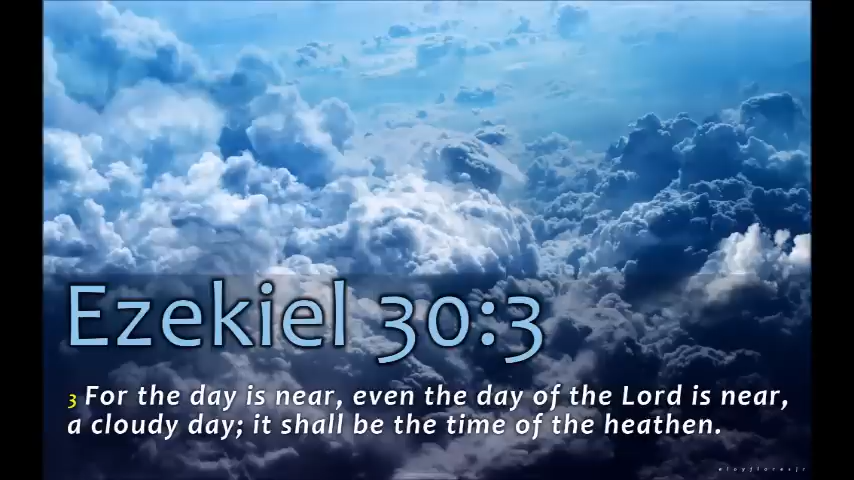 Ezekiel 30:3
3 For the day is near, even the day of the Lord is near,
a cloudy day; it shall be the time of the heathen.
eloyfloresjr